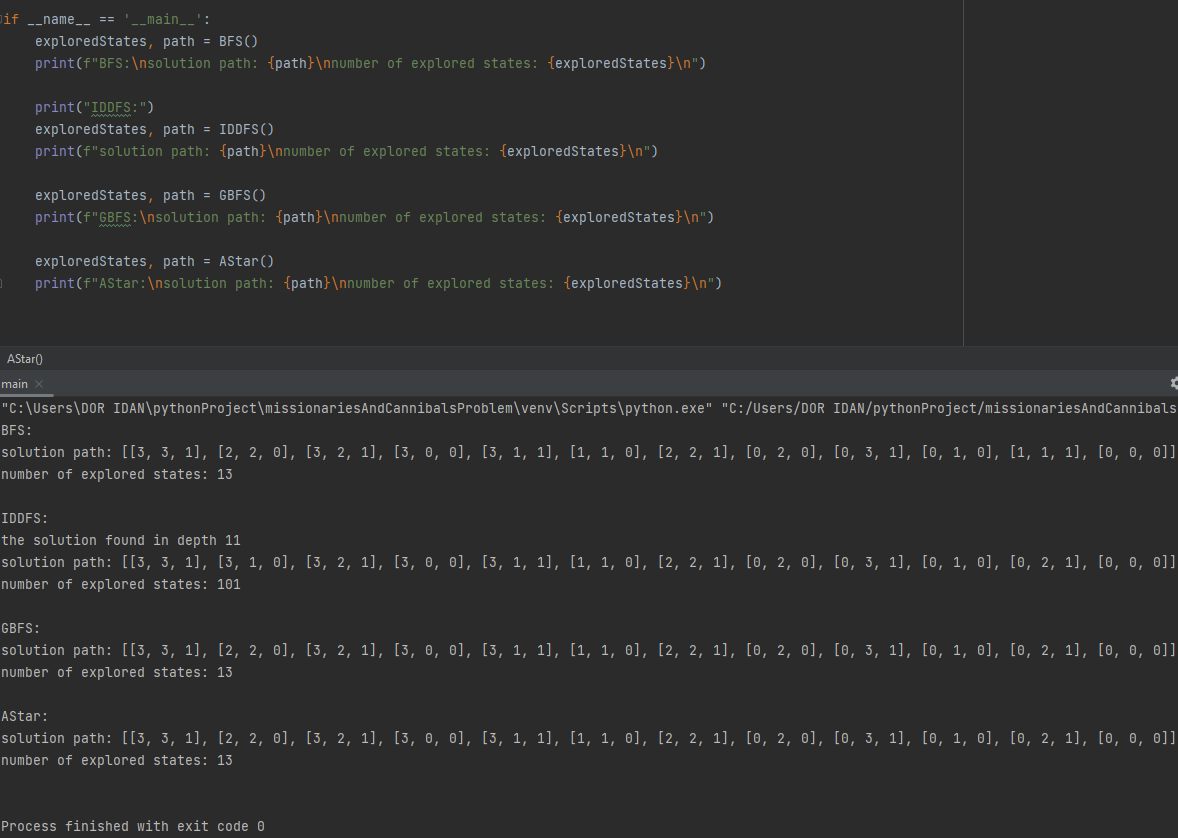 if __name__ == '__main__':
    exploredStates, path = BFS()
    print(f"BFS:\nsolution path: {path}\nnumber of explored states: {exploredStates}\n")
    print("IDDFS:")
    exploredStates, path = IDDFS()
    print(f"solution path: {path}\nnumber of explored states: {exploredStates}\n")
    exploredStates, path = GBFS()
    print(f"GBFS:\nsolution path: {path}\nnumber of explored states: {exploredStates}\n")
    exploredStates, path = AStar()
    print(f"AStar:\nsolution path: {path}\nnumber of explored states: {exploredStates}\n")
AStar()
main ×
"C:\Users\DOR IDAN\pythonProject\missionariesAndCannibalsProblem\venv\Scripts\python.exe" "C:/Users/DOR IDAN/pythonProject/missionariesAndCannibals
BFS:
solution path: [[3, 3, 1], [2, 2, 0], [3, 2, 1], [3, 0, 0], [3, 1, 1], [1, 1, 0], [2, 2, 1], [0, 2, 0], [0, 3, 1], [0, 1, 0], [1, 1, 1], [0, 0, 0]]
number of explored states: 13
IDDFS:
the solution found in depth 11
solution path: [[3, 3, 1], [3, 1, 0], [3, 2, 1], [3, 0, 0], [3, 1, 1], [1, 1, 0], [2, 2, 1], [0, 2, 0], [0, 3, 1], [0, 1, 0], [0, 2, 1], [0, 0, 0]]
number of explored states: 101
GBFS:
solution path: [[3, 3, 1], [2, 2, 0], [3, 2, 1], [3, 0, 0], [3, 1, 1], [1, 1, 0], [2, 2, 1], [0, 2, 0], [0, 3, 1], [0, 1, 0], [0, 2, 1], [0, 0, 0]]
number of explored states: 13
AStar:
solution path: [[3, 3, 1], [2, 2, 0], [3, 2, 1], [3, 0, 0], [3, 1, 1], [1, 1, 0], [2, 2, 1], [0, 2, 0], [0, 3, 1], [0, 1, 0], [0, 2, 1], [0, 0, 0]]
number of explored states: 13
Process finished with exit code 0